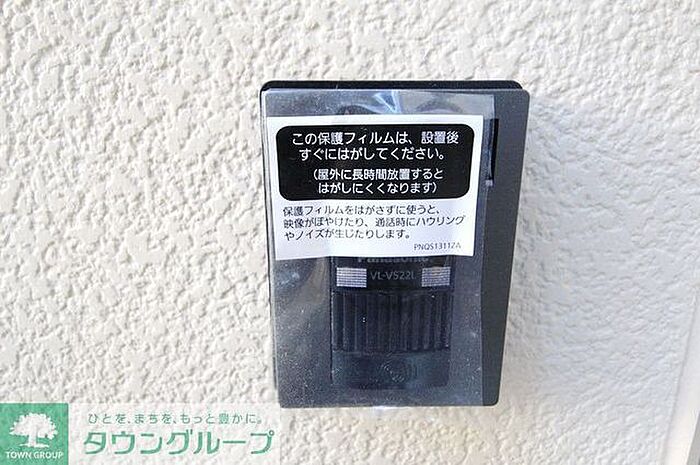 この保護フィルムは、設置後
すぐにはがしてください。
(屋外に長時間放置すると
はがしにくくなります)
保護フィルムをはがさずに使うと、
映像がぼやけたり、通話時にハウリング
やノイズが生じたりします。
PNQS1311ZA
Panasonic
VL-VS22L
TOWN GROUP
ひとを、まちを、もっと豊かに。
タウングループ